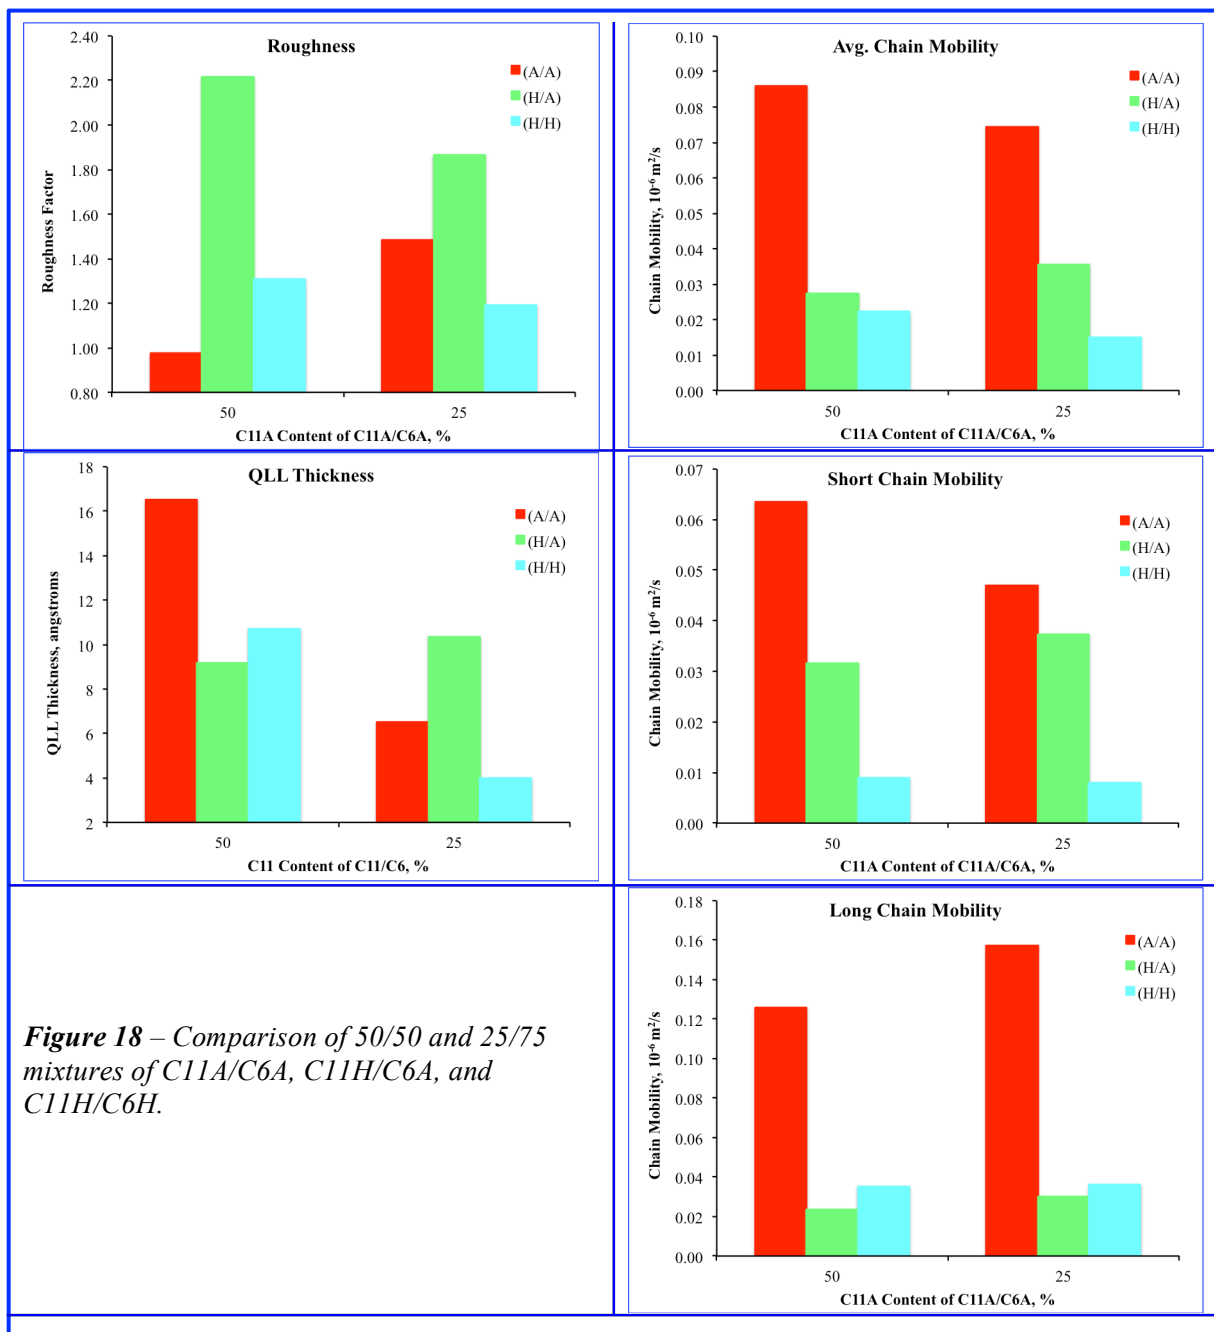 Roughness
2.40
2.20
2.00
1.80
1.60
1.40
1.20
1.00
0.80
Roughness Factor
(A/A)
(H/A)
(H/H)
50
25
C11A Content of C11A/C6A, %
Avg. Chain Mobility
0.10
0.09
0.08
0.07
0.06
0.05
0.04
0.03
0.02
0.01
0.00
Chain Mobility, 10⁻⁶ m²/s
(A/A)
(H/A)
(H/H)
50
25
C11A Content of C11A/C6A, %
QLL Thickness
18
16
14
12
10
8
6
4
2
QLL Thickness, angstroms
(A/A)
(H/A)
(H/H)
50
25
C11 Content of C11/C6, %
Short Chain Mobility
0.07
0.06
0.05
0.04
0.03
0.02
0.01
0.00
Chain Mobility, 10⁻⁶ m²/s
(A/A)
(H/A)
(H/H)
50
25
C11A Content of C11A/C6A, %
Figure 18 – Comparison of 50/50 and 25/75
mixtures of C11A/C6A, C11H/C6A, and
C11H/C6H.
Long Chain Mobility
0.18
0.16
0.14
0.12
0.10
0.08
0.06
0.04
0.02
0.00
Chain Mobility, 10⁻⁶ m²/s
(A/A)
(H/A)
(H/H)
50
25
C11A Content of C11A/C6A, %